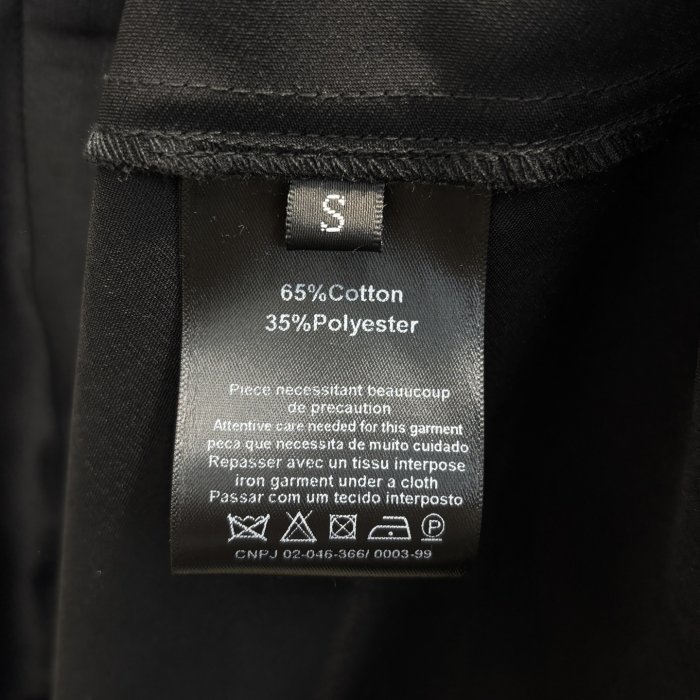 S
65%Cotton
35%Polyester
Piece necessitant beauucoup
de precaution
Attentive care needed for this garment
peca que necessita de muito cuidado
Repasser avec un tissu interpose
iron garment under a cloth
Passar com um tecido interposto
P
CNPJ 02-046-366/ 0003-99